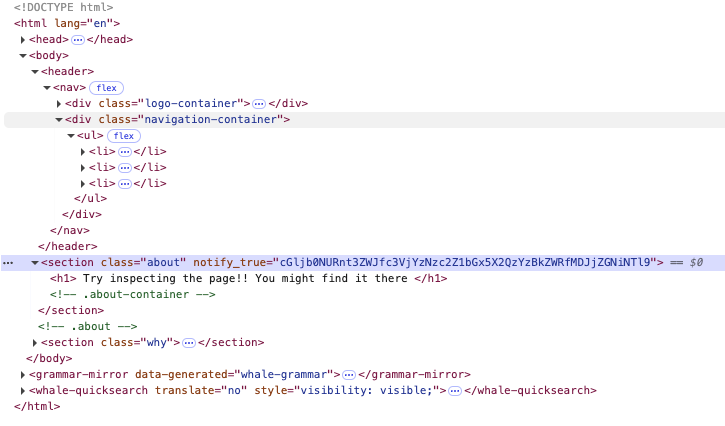 <!DOCTYPE html>
<html lang="en">
<head> ··· </head>
<body>
<header>
<nav> flex
<div class="logo-container"> ··· </div>
<div class="navigation-container">
<ul> flex
<li> ··· </li>
<li> ··· </li>
<li> ··· </li>
</ul>
</div>
</nav>
</header>
··· <section class="about" notify_true="cGljb0NURnt3ZWJfc3VjYzNzc2Z1bGx5X2QzYzBkZWRfMDJjZGNiNTl9"> == $0
<h1> Try inspecting the page!! You might find it there </h1>
<!-- .about-container -->
</section>
<!-- .about -->
<section class="why"> ··· </section>
</body>
<grammar-mirror data-generated="whale-grammar"> ··· </grammar-mirror>
<whale-quicksearch translate="no" style="visibility: visible;"> ··· </whale-quicksearch>
</html>